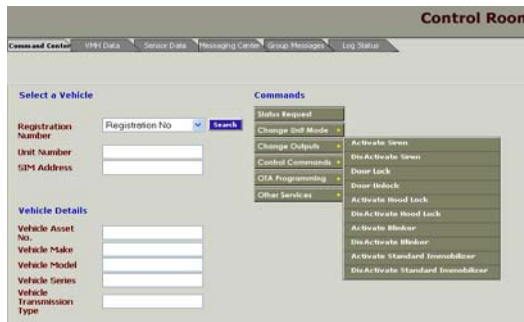 Control Room
Command Center
VMH Data
Sensor Data
Messaging Center
Group Messages
Log Status
Select a Vehicle
Registration Number
Registration No
Search
Unit Number
SIM Address
Vehicle Details
Vehicle Asset No.
Vehicle Make
Vehicle Model
Vehicle Series
Vehicle Transmission Type
Commands
Status Request
Change Unit Mode
Change Outputs
Control Commands
OTA Programming
Other Services
Activate Siren
DisActivate Siren
Door Lock
Door Unlock
Activate Hood Lock
DisActivate Hood Lock
Activate Blinker
DisActivate Blinker
Activate Standard Immobilizer
DisActivate Standard Immobilizer